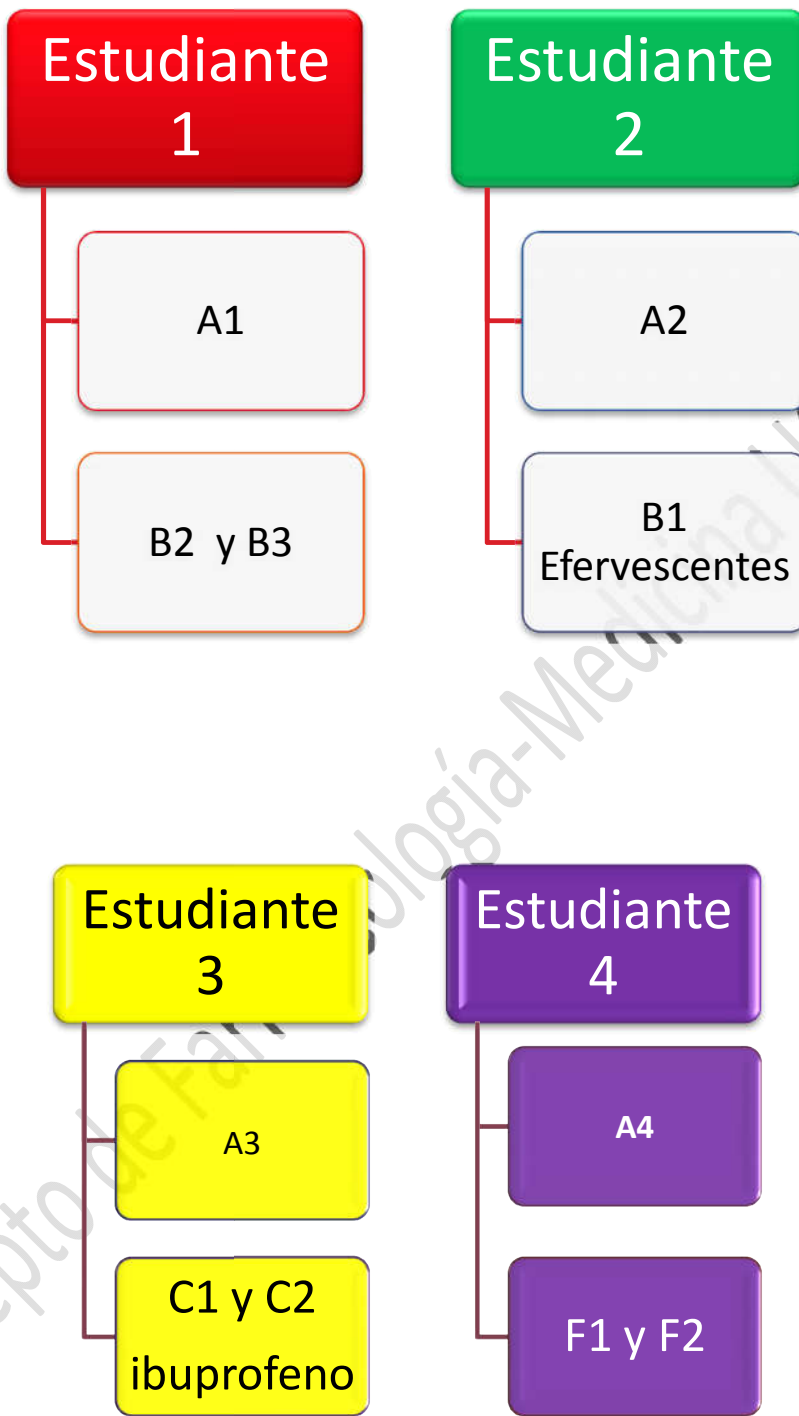 Estudiante
1
A1
B2 y B3
Estudiante
2
A2
B1
Efervescentes
Estudiante
3
A3
C1 y C2
ibuprofeno
Estudiante
4
A4
F1 y F2